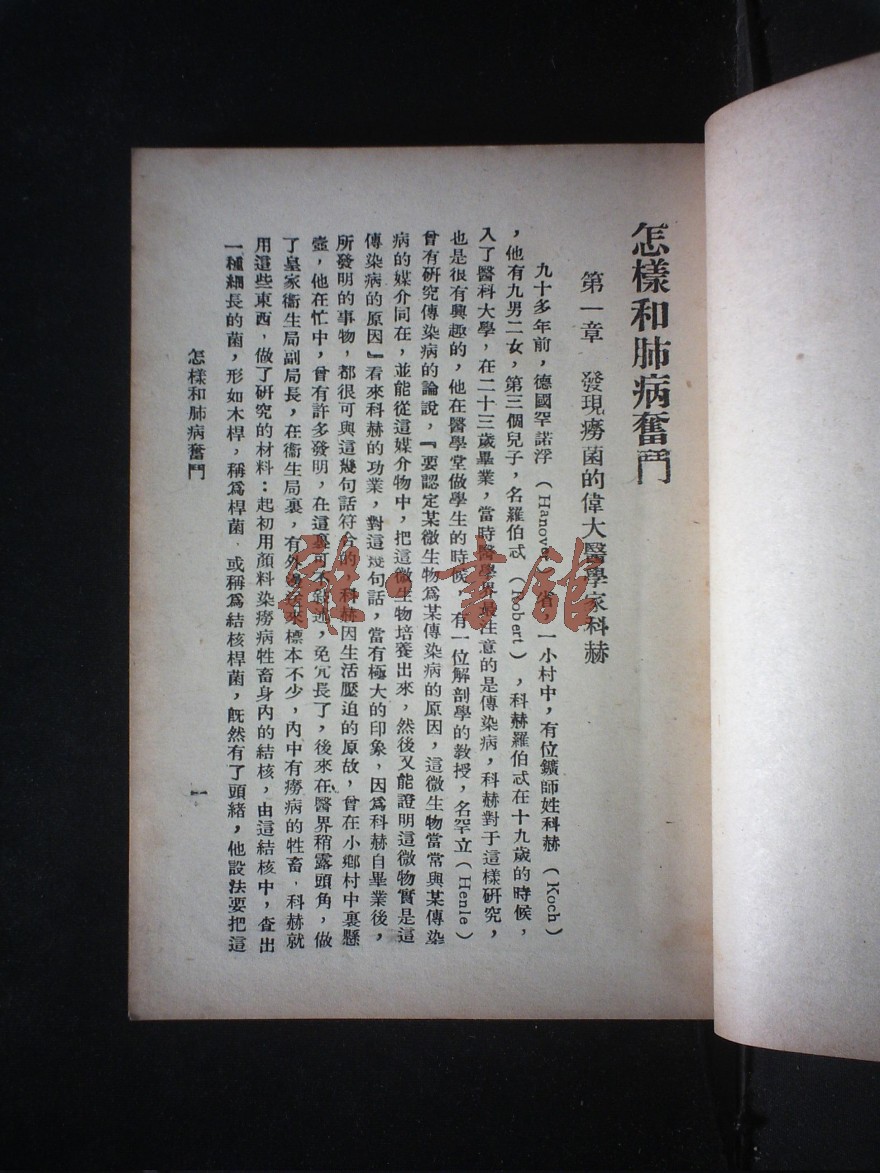 怎樣和肺病奮鬥
第一章　發現癆菌的偉大醫學家科赫
九十多年前，德國罕諾浮（Hanover）省，一小村中，有位鑛師姓科赫（Koch）
，他有九男二女，第三個兒子，名羅伯忒（Robert），科赫羅伯忒在十九歲的時候，
入了醫科大學，在二十三歲畢業，當時醫學界最注意的是傳染病，科赫對于這樣研究，
也是很有興趣的，他在醫學堂做學生的時候，有一位解剖學的教授，名罕立（Henle）
曾有研究傳染病的論說，『要認定某微生物爲某傳染病的原因，這微生物當常與某傳染
病的媒介同在，並能從這媒介物中，把這微生物培養出來，然後又能證明這微物實是這
傳染病的原因』看來科赫的功業，對這幾句話，當有極大的印象，因爲科赫自畢業後，
所發明的事物，都很可與這幾句話符合的，科赫因生活壓迫的原故，曾在小鄉村中裏懸
壺，他在忙中，曾有許多發明，在這裏可不敍述，免冗長了，後來在醫界稍露頭角，做
了皇家衞生局副局長，在衞生局裏，有外送來標本不少，內中有癆病的牲畜，科赫就
用這些東西，做了研究的材料：起初用顏料染癆病牲畜身內的結核，由這結核中，查出
一種細長的菌，形如木桿，稱爲桿菌，或稱爲結核桿菌，旣然有了頭緒，他設法要把這
怎樣和肺病奮鬥
一
雜·書館